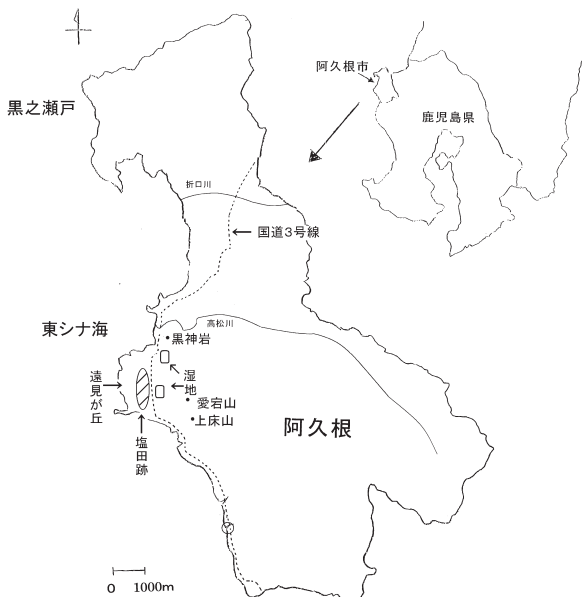 黒之瀬戸
阿久根市
鹿児島県
折口川
国道3号線
東シナ海
高松川
黒神岩
湿地
遠見が丘
愛宕山
上床山
塩田跡
阿久根
0 1000m